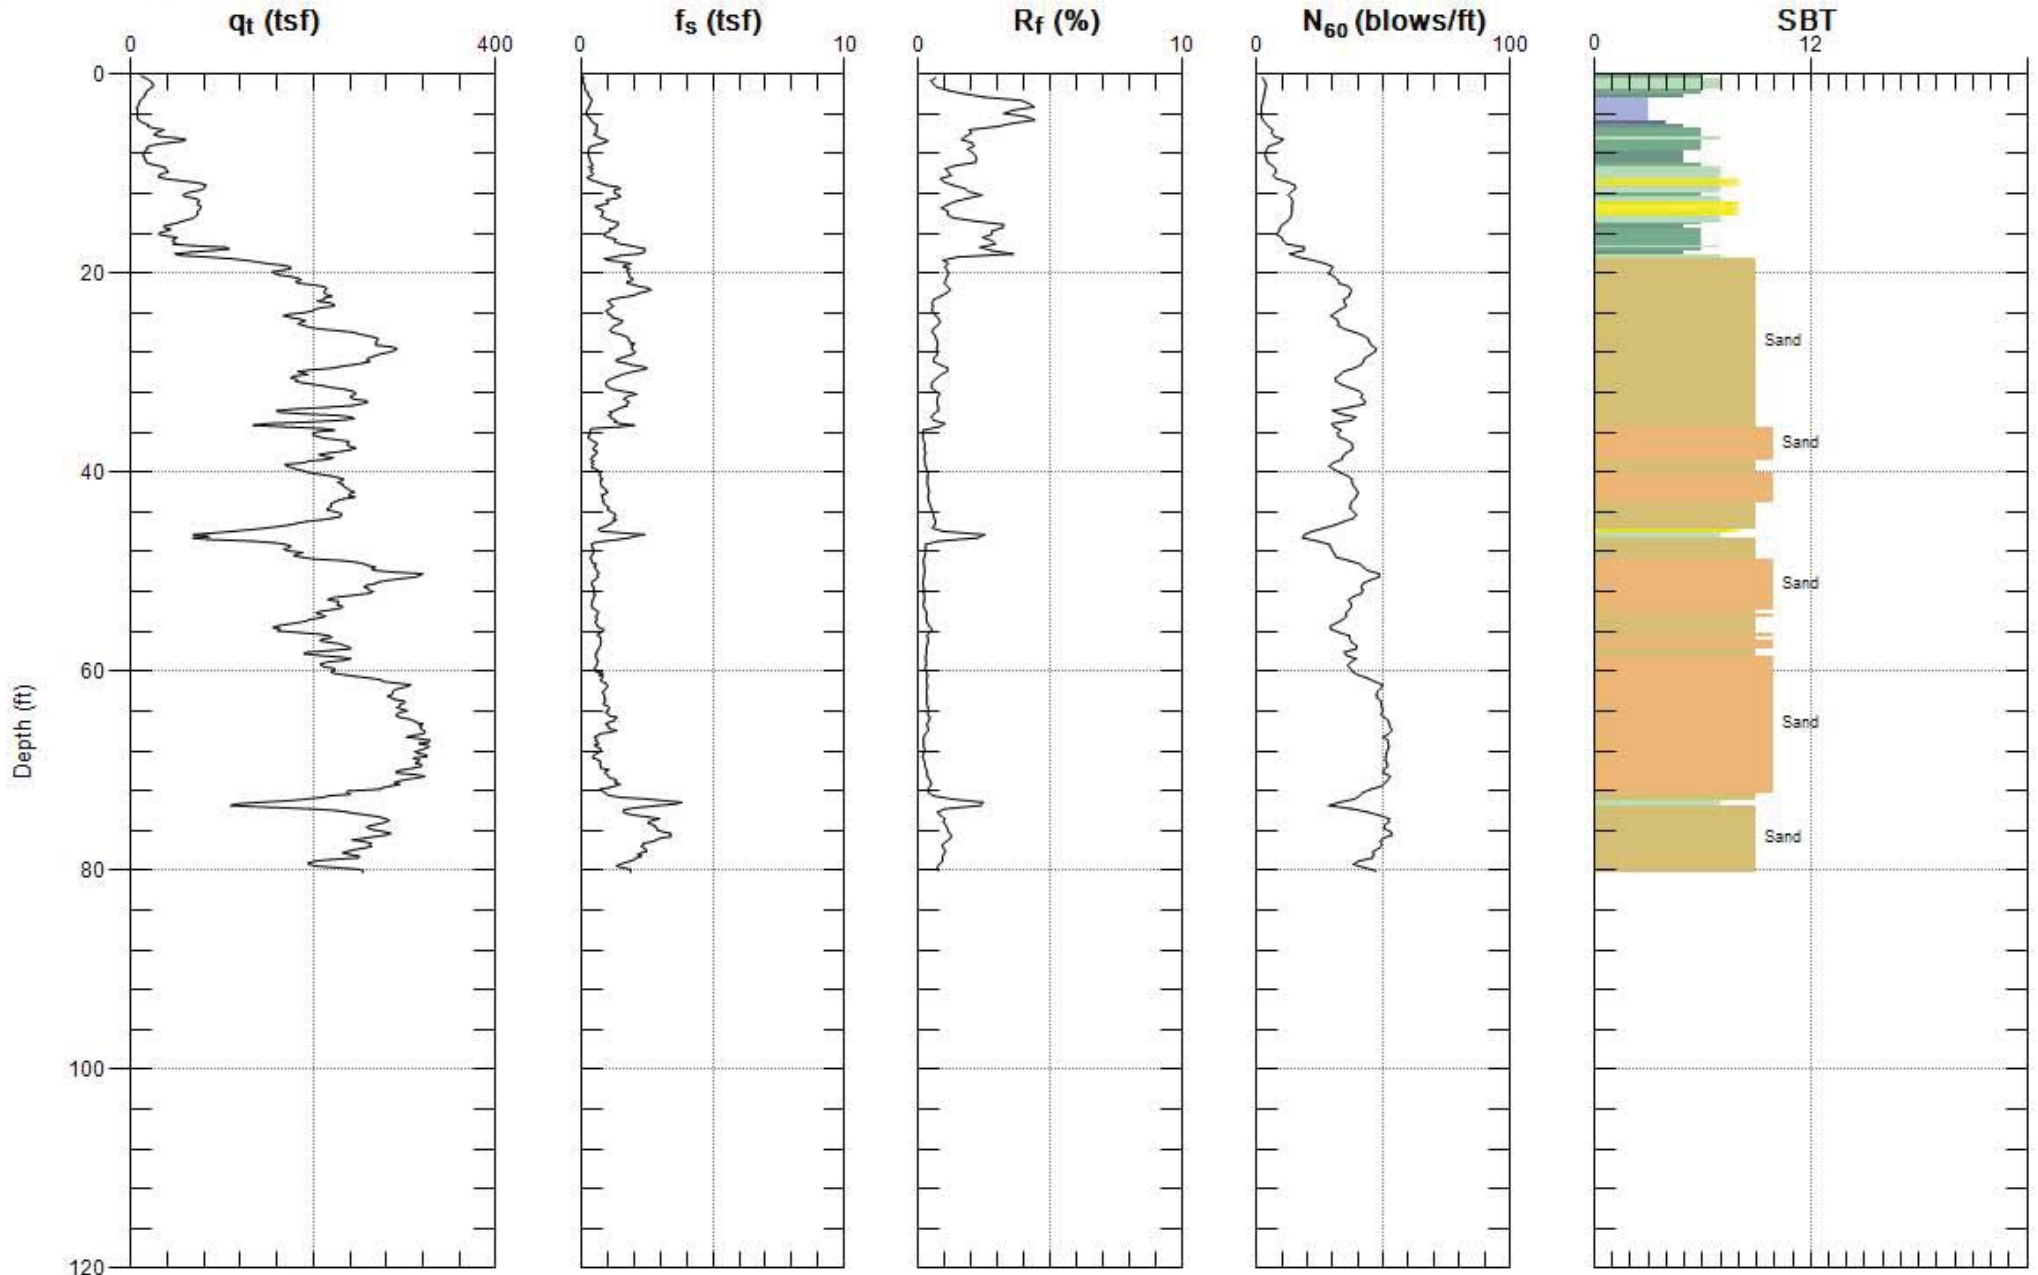 qt (tsf)
fs (tsf)
Rf (%)
N60 (blows/ft)
SBT
0 400
0 10
0 10
0 100
0 12
0
20
40
60
80
100
120
Depth (ft)
Sand
Sand
Sand
Sand
Sand